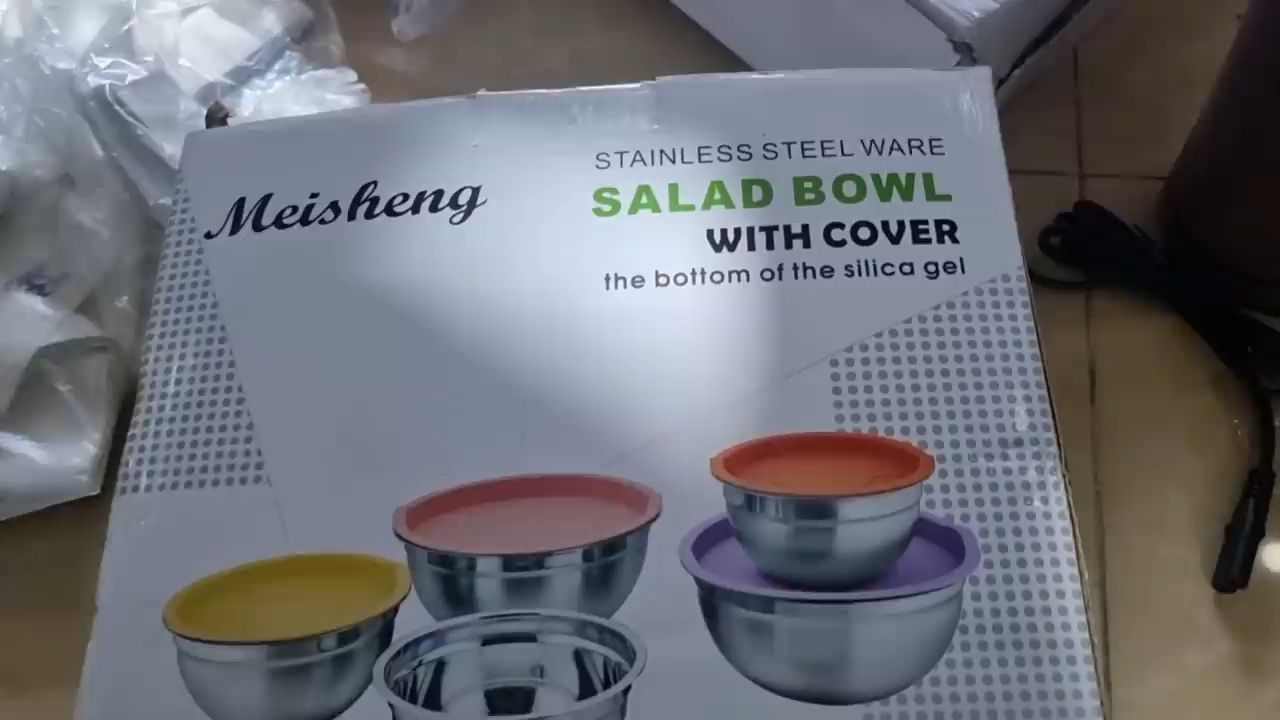 Meisheng
STAINLESS STEEL WARE
SALAD BOWL
WITH COVER
the bottom of the silica gel